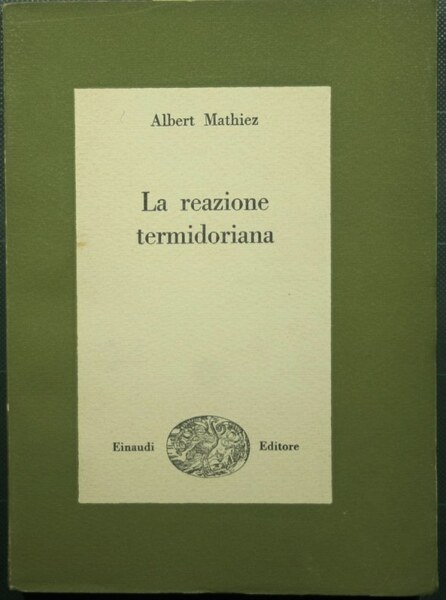 Albert Mathiez
La reazione
termidoriana
Einaudi Editore